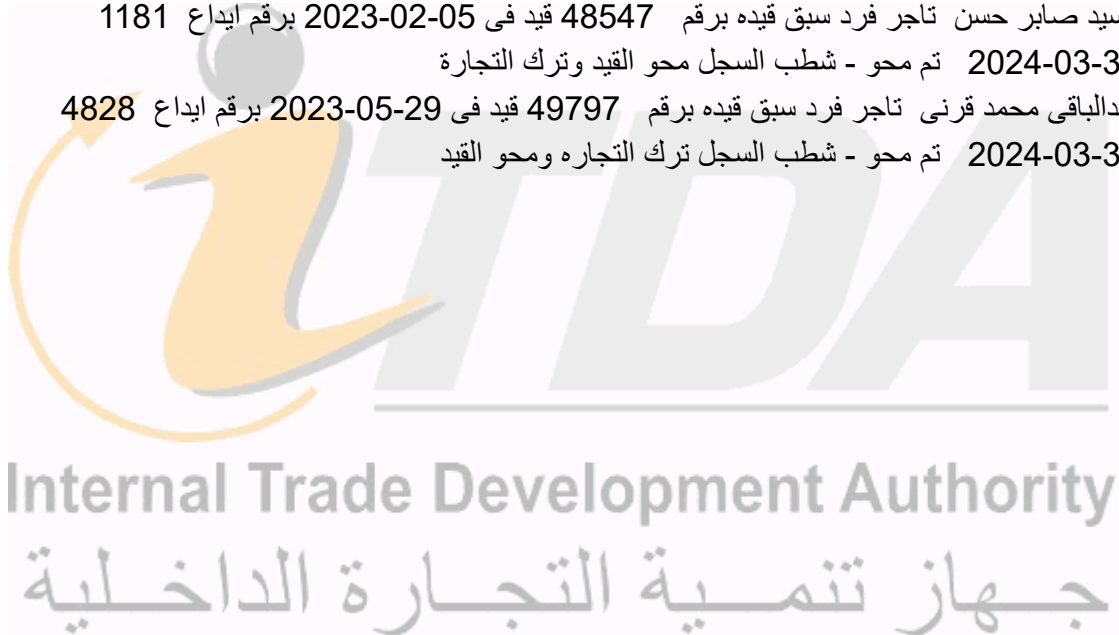 سيد صابر حسن تاجر فرد سبق قيده برقم 48547 قيد فى 05-02-2023 برقم ايداع 1181
2024-03-3 تم محو - شطب السجل محو القيد وترك التجارة
دالباقى محمد قرنى تاجر فرد سبق قيده برقم 49797 قيد فى 29-05-2023 برقم ايداع 4828
2024-03-3 تم محو - شطب السجل ترك التجاره ومحو القيد
iTDA
Internal Trade Development Authority
جهاز تنمية التجارة الداخلية